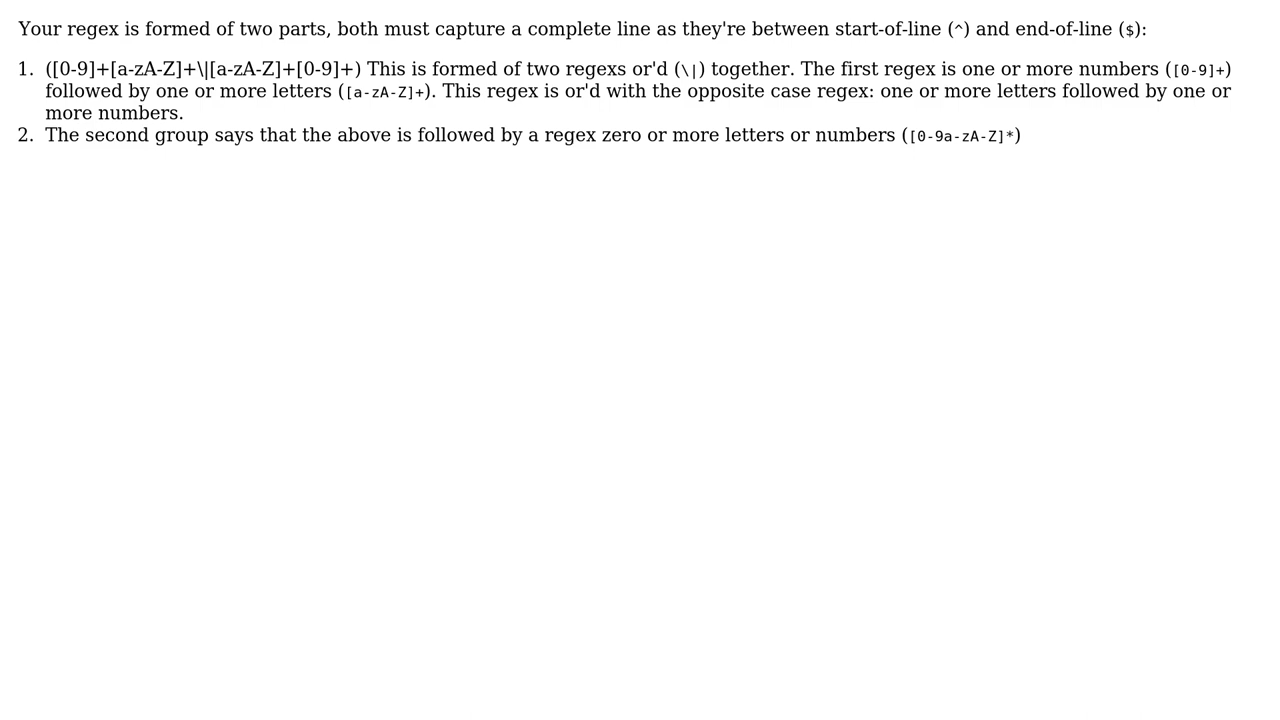 Your regex is formed of two parts, both must capture a complete line as they're between start-of-line (^) and end-of-line ($):
1. ([0-9]+[a-zA-Z]+\|[a-zA-Z]+[0-9]+) This is formed of two regexs or'd (\|) together. The first regex is one or more numbers ([0-9]+)
followed by one or more letters ([a-zA-Z]+). This regex is or'd with the opposite case regex: one or more letters followed by one or
more numbers.
2. The second group says that the above is followed by a regex zero or more letters or numbers ([0-9a-zA-Z]*)